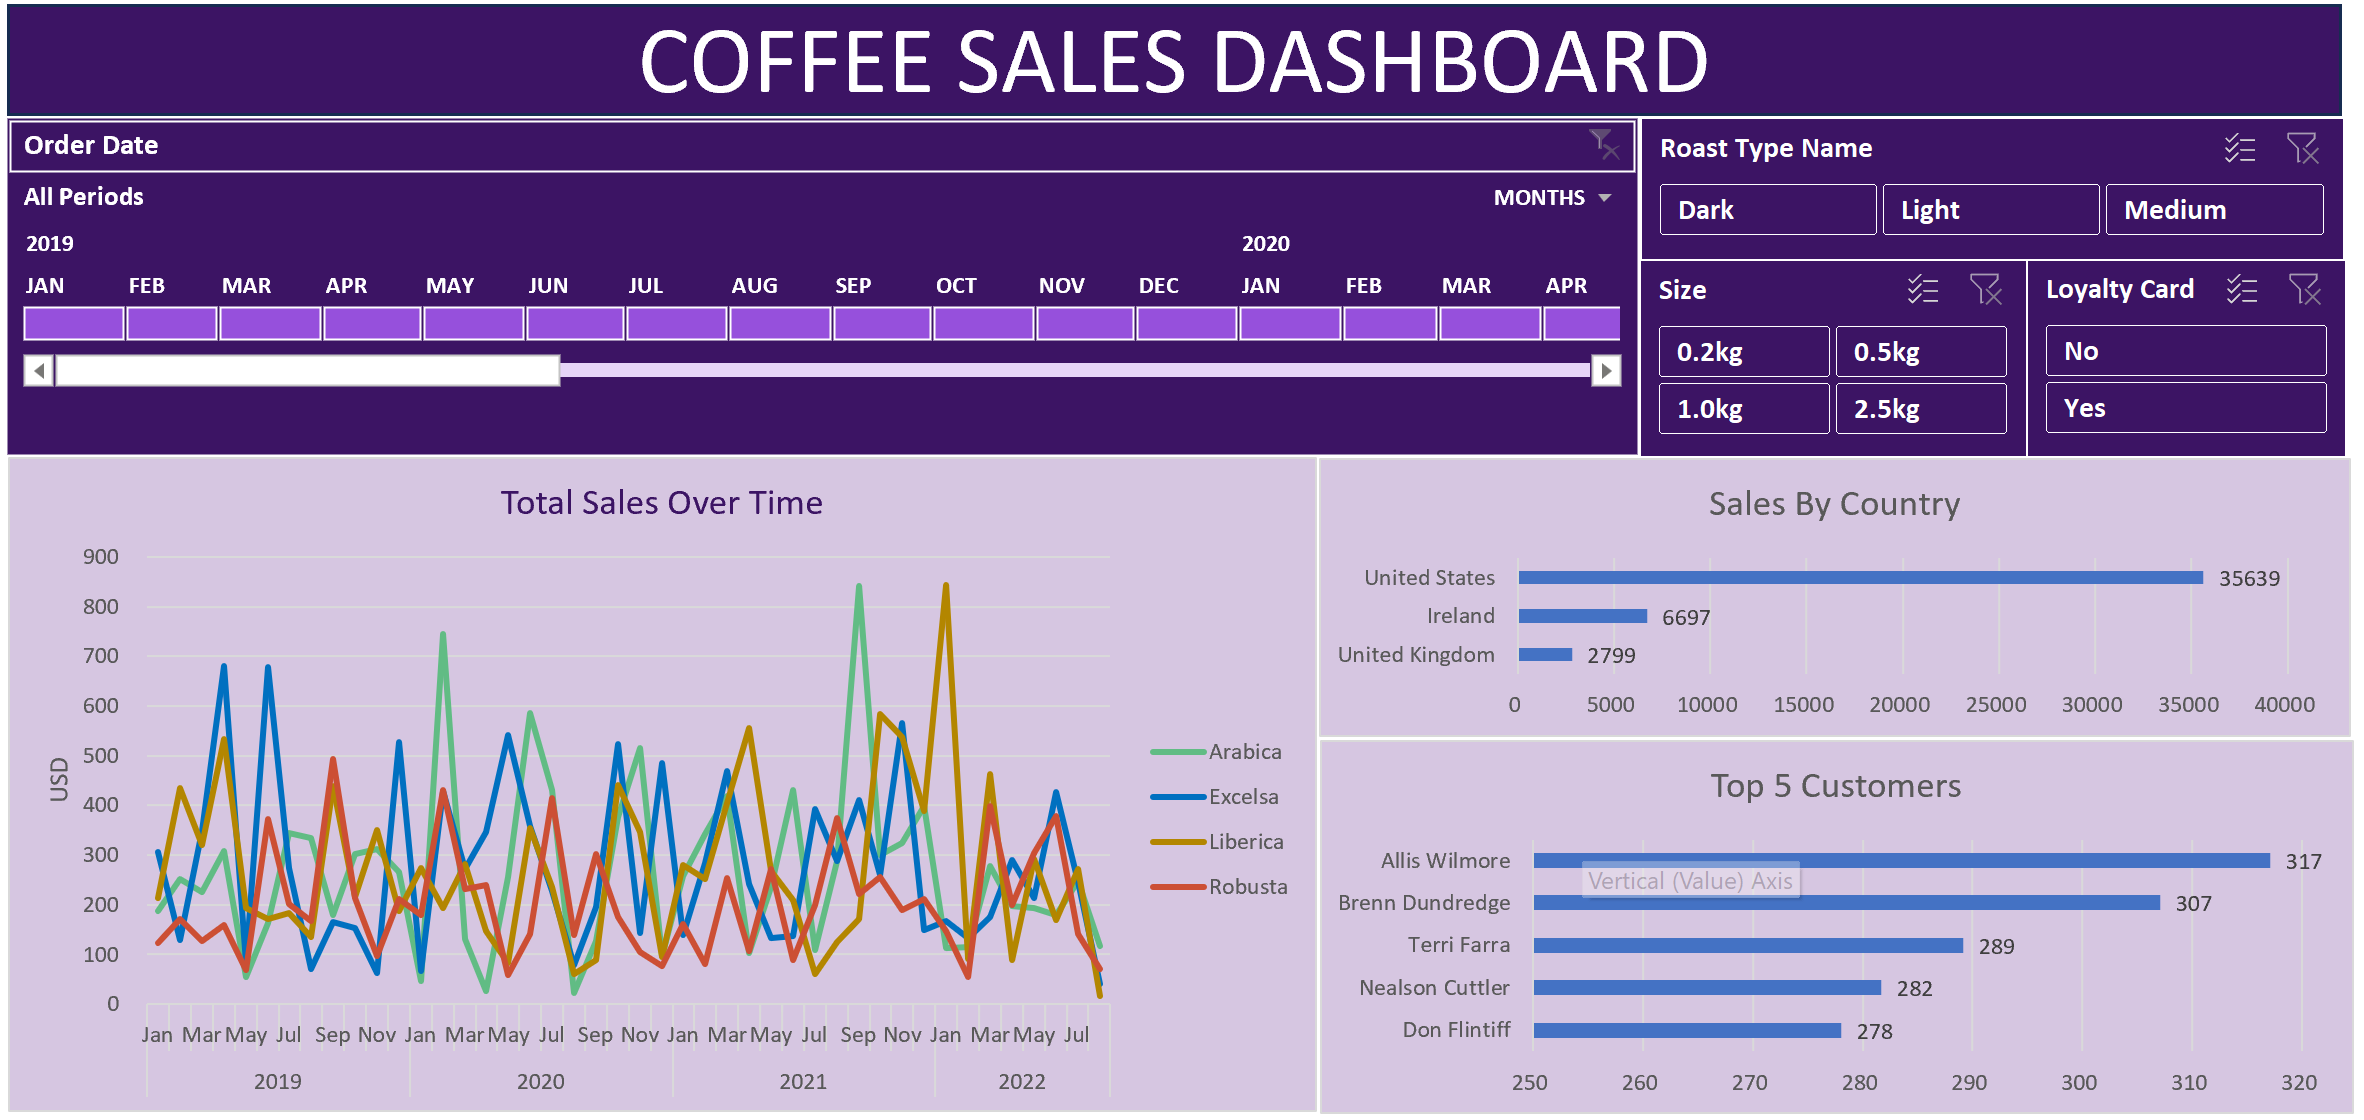 COFFEE SALES DASHBOARD
Order Date
All Periods
MONTHS
2019 2020
JAN FEB MAR APR MAY JUN JUL AUG SEP OCT NOV DEC JAN FEB MAR APR
Roast Type Name
Dark Light Medium
Size
0.2kg 0.5kg
1.0kg 2.5kg
Loyalty Card
No
Yes
Total Sales Over Time
900
800
700
600
500
400
300
200
100
0
USD
Jan Mar May Jul Sep Nov Jan Mar May Jul Sep Nov Jan Mar May Jul Sep Nov Jan Mar May Jul
2019 2020 2021 2022
Arabica
Excelsa
Liberica
Robusta
Sales By Country
United States 35639
Ireland 6697
United Kingdom 2799
0 5000 10000 15000 20000 25000 30000 35000 40000
Top 5 Customers
Allis Wilmore 317
Vertical (Value) Axis
Brenn Dundredge 307
Terri Farra 289
Nealson Cuttler 282
Don Flintiff 278
250 260 270 280 290 300 310 320